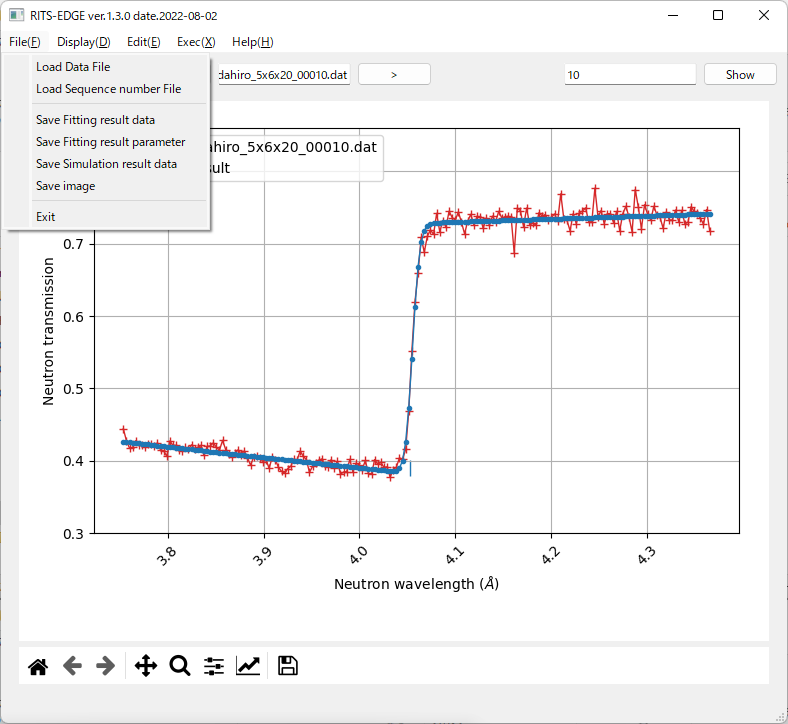 RITS-EDGE ver.1.3.0 date.2022-08-02
File(F) Display(D) Edit(E) Exec(X) Help(H)
Load Data File
Load Sequence number File
Save Fitting result data
Save Fitting result parameter
Save Simulation result data
Save image
Exit
dahiro_5x6x20_00010.dat > 10 Show
ahiro_5x6x20_00010.dat
sult
Neutron transmission
0.7
0.6
0.5
0.4
0.3
3.8 3.9 4.0 4.1 4.2 4.3
Neutron wavelength (Å)